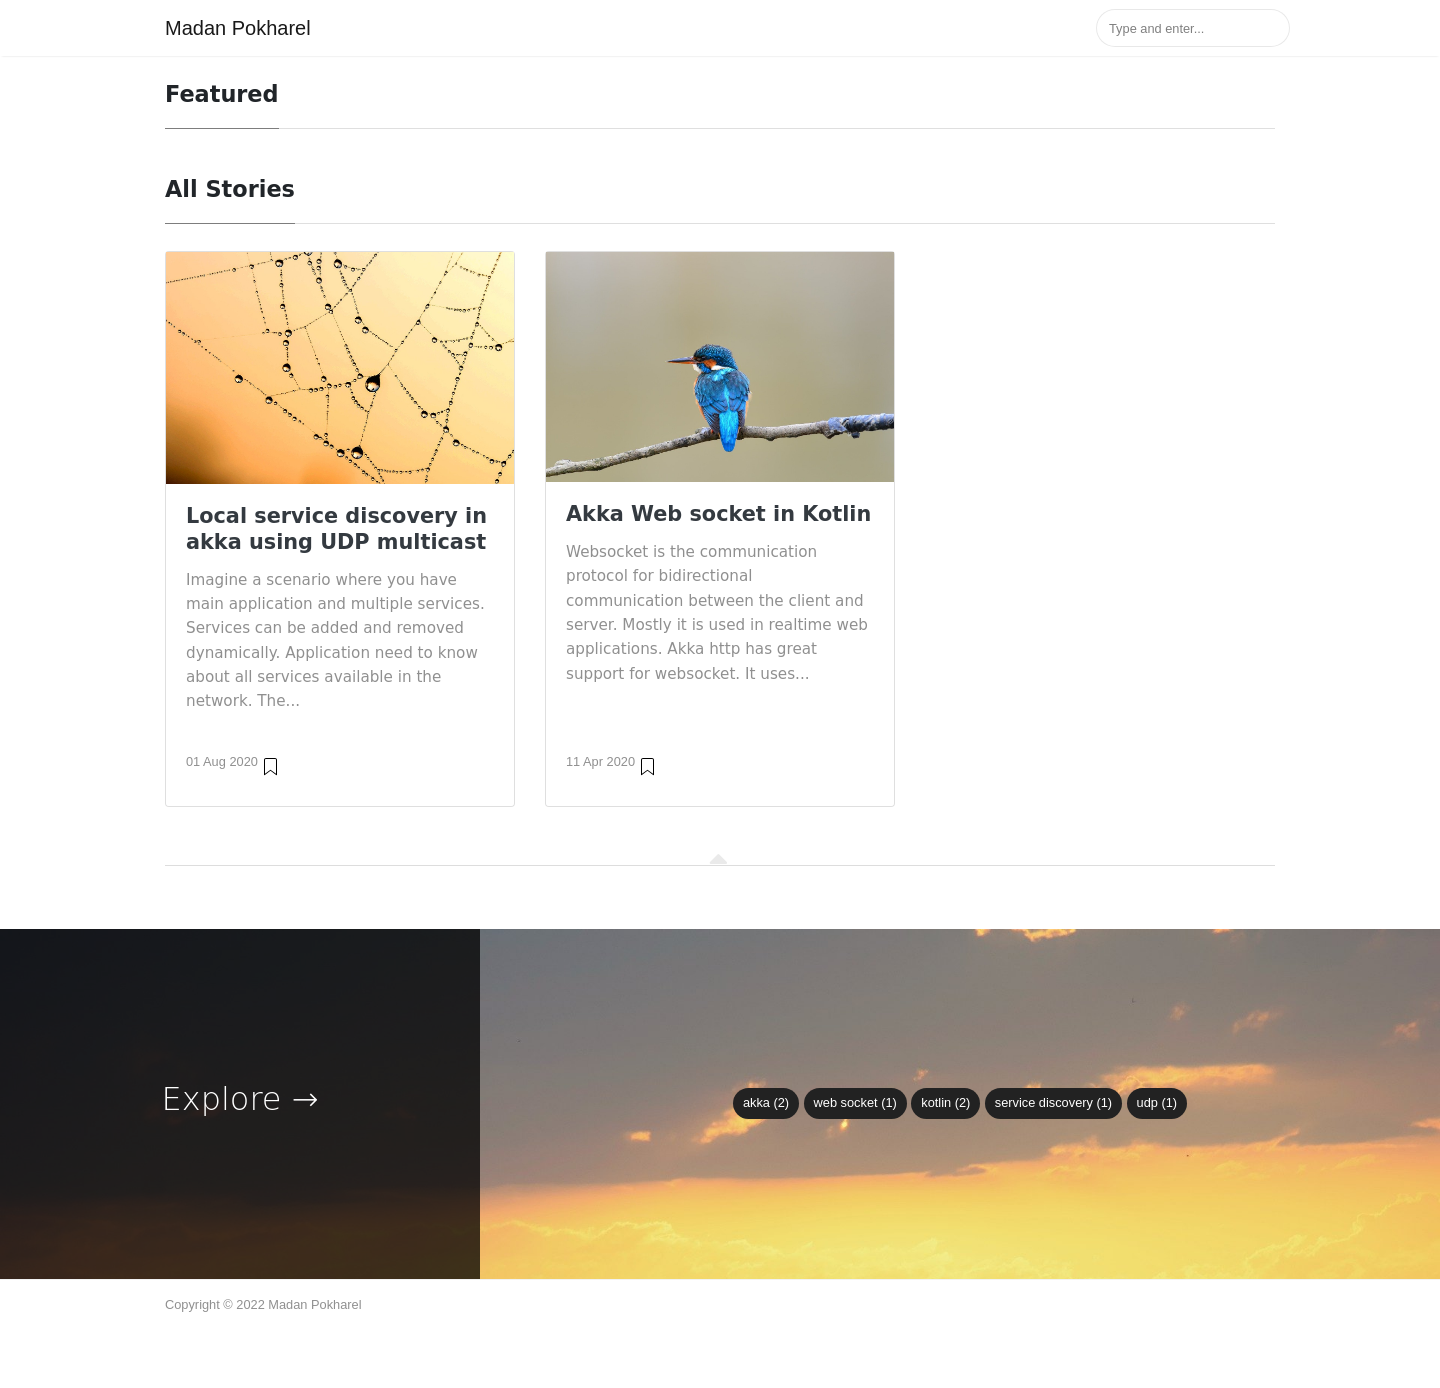 Madan Pokharel
Type and enter...
Featured
All Stories
Local service discovery in
akka using UDP multicast
Imagine a scenario where you have
main application and multiple services.
Services can be added and removed
dynamically. Application need to know
about all services available in the
network. The...
01 Aug 2020
Akka Web socket in Kotlin
Websocket is the communication
protocol for bidirectional
communication between the client and
server. Mostly it is used in realtime web
applications. Akka http has great
support for websocket. It uses...
11 Apr 2020
Explore →
akka (2) web socket (1) kotlin (2) service discovery (1) udp (1)
Copyright © 2022 Madan Pokharel